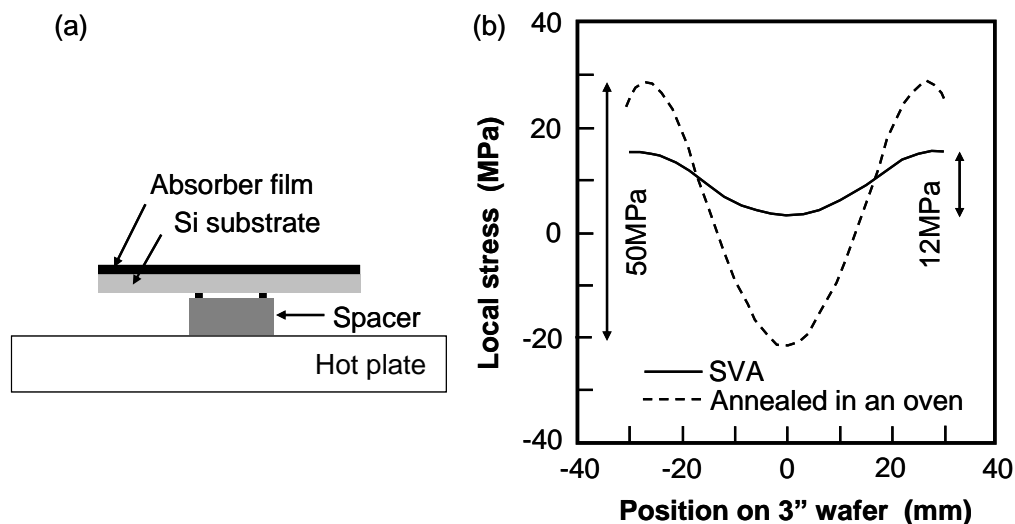 (a)
Absorber film
Si substrate
Spacer
Hot plate
(b)
Local stress (MPa)
40
20
0
-20
-40
50MPa
12MPa
SVA
Annealed in an oven
-40 -20 0 20 40
Position on 3” wafer (mm)